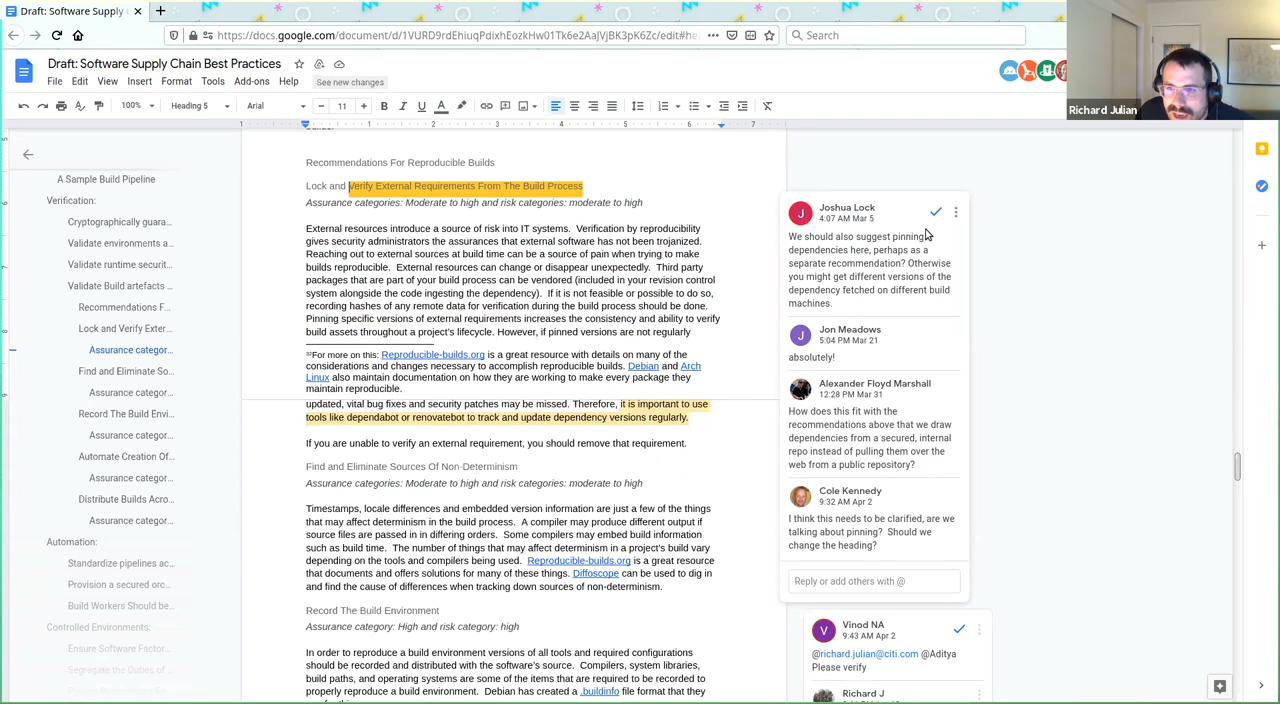 Draft: Software Supply C
https://docs.google.com/document/d/1VURD9rdEhiuqPdixhEozkHw01Tk6e2AaJVjBK3pK6Zc/edit#he
Search
Draft: Software Supply Chain Best Practices
File Edit View Insert Format Tools Add-ons Help See new changes
100% Heading 5 Arial 11
Richard Julian
A Sample Build Pipeline
Verification:
Cryptographically guara...
Validate environments a...
Validate runtime securit...
Validate Build artefacts ...
Recommendations F...
Lock and Verify Exter...
Assurance categor...
Find and Eliminate So...
Assurance categor...
Record The Build Envi...
Assurance categor...
Automate Creation Of...
Assurance categor...
Distribute Builds Acro...
Assurance categor...
Automation:
Standardize pipelines ac...
Provision a secured orc...
Build Workers Should be...
Controlled Environments:
Ensure Software Factor...
Segregate the Duties of ...
1 1 2 3 4 5 6 7
Recommendations For Reproducible Builds
Lock and Verify External Requirements From The Build Process
Assurance categories: Moderate to high and risk categories: moderate to high
External resources introduce a source of risk into IT systems. Verification by reproducibility
gives security administrators the assurances that external software has not been trojanized.
Reaching out to external sources at build time can be a source of pain when trying to make
builds reproducible. External resources can change or disappear unexpectedly. Third party
packages that are part of your build process can be vendored (included in your revision control
system alongside the code ingesting the dependency). If it is not feasible or possible to do so,
recording hashes of any remote data for verification during the build process should be done.
Pinning specific versions of external requirements increases the consistency and ability to verify
build assets throughout a project's lifecycle. However, if pinned versions are not regularly
³²For more on this: Reproducible-builds.org is a great resource with details on many of the
considerations and changes necessary to accomplish reproducible builds. Debian and Arch
Linux also maintain documentation on how they are working to make every package they
maintain reproducible.
updated, vital bug fixes and security patches may be missed. Therefore, it is important to use
tools like dependabot or renovatebot to track and update dependency versions regularly.
If you are unable to verify an external requirement, you should remove that requirement.
Find and Eliminate Sources Of Non-Determinism
Assurance categories: Moderate to high and risk categories: moderate to high
Timestamps, locale differences and embedded version information are just a few of the things
that may affect determinism in the build process. A compiler may produce different output if
source files are passed in in differing orders. Some compilers may embed build information
such as build time. The number of things that may affect determinism in a project's build vary
depending on the tools and compilers being used. Reproducible-builds.org is a great resource
that documents and offers solutions for many of these things. Diffoscope can be used to dig in
and find the cause of differences when tracking down sources of non-determinism.
Record The Build Environment
Assurance category: High and risk category: high
In order to reproduce a build environment versions of all tools and required configurations
should be recorded and distributed with the software's source. Compilers, system libraries,
build paths, and operating systems are some of the items that are required to be recorded to
properly reproduce a build environment. Debian has created a .buildinfo file format that they
J
Joshua Lock
4:07 AM Mar 5
We should also suggest pinning
dependencies here, perhaps as a
separate recommendation? Otherwise
you might get different versions of the
dependency fetched on different build
machines.
J
Jon Meadows
5:04 PM Mar 21
absolutely!
Alexander Floyd Marshall
12:28 PM Mar 31
How does this fit with the
recommendations above that we draw
dependencies from a secured, internal
repo instead of pulling them over the
web from a public repository?
Cole Kennedy
9:32 AM Apr 2
I think this needs to be clarified, are we
talking about pinning? Should we
change the heading?
Reply or add others with @
V
Vinod NA
9:43 AM Apr 2
@richard.julian@citi.com @Aditya
Please verify
Richard J